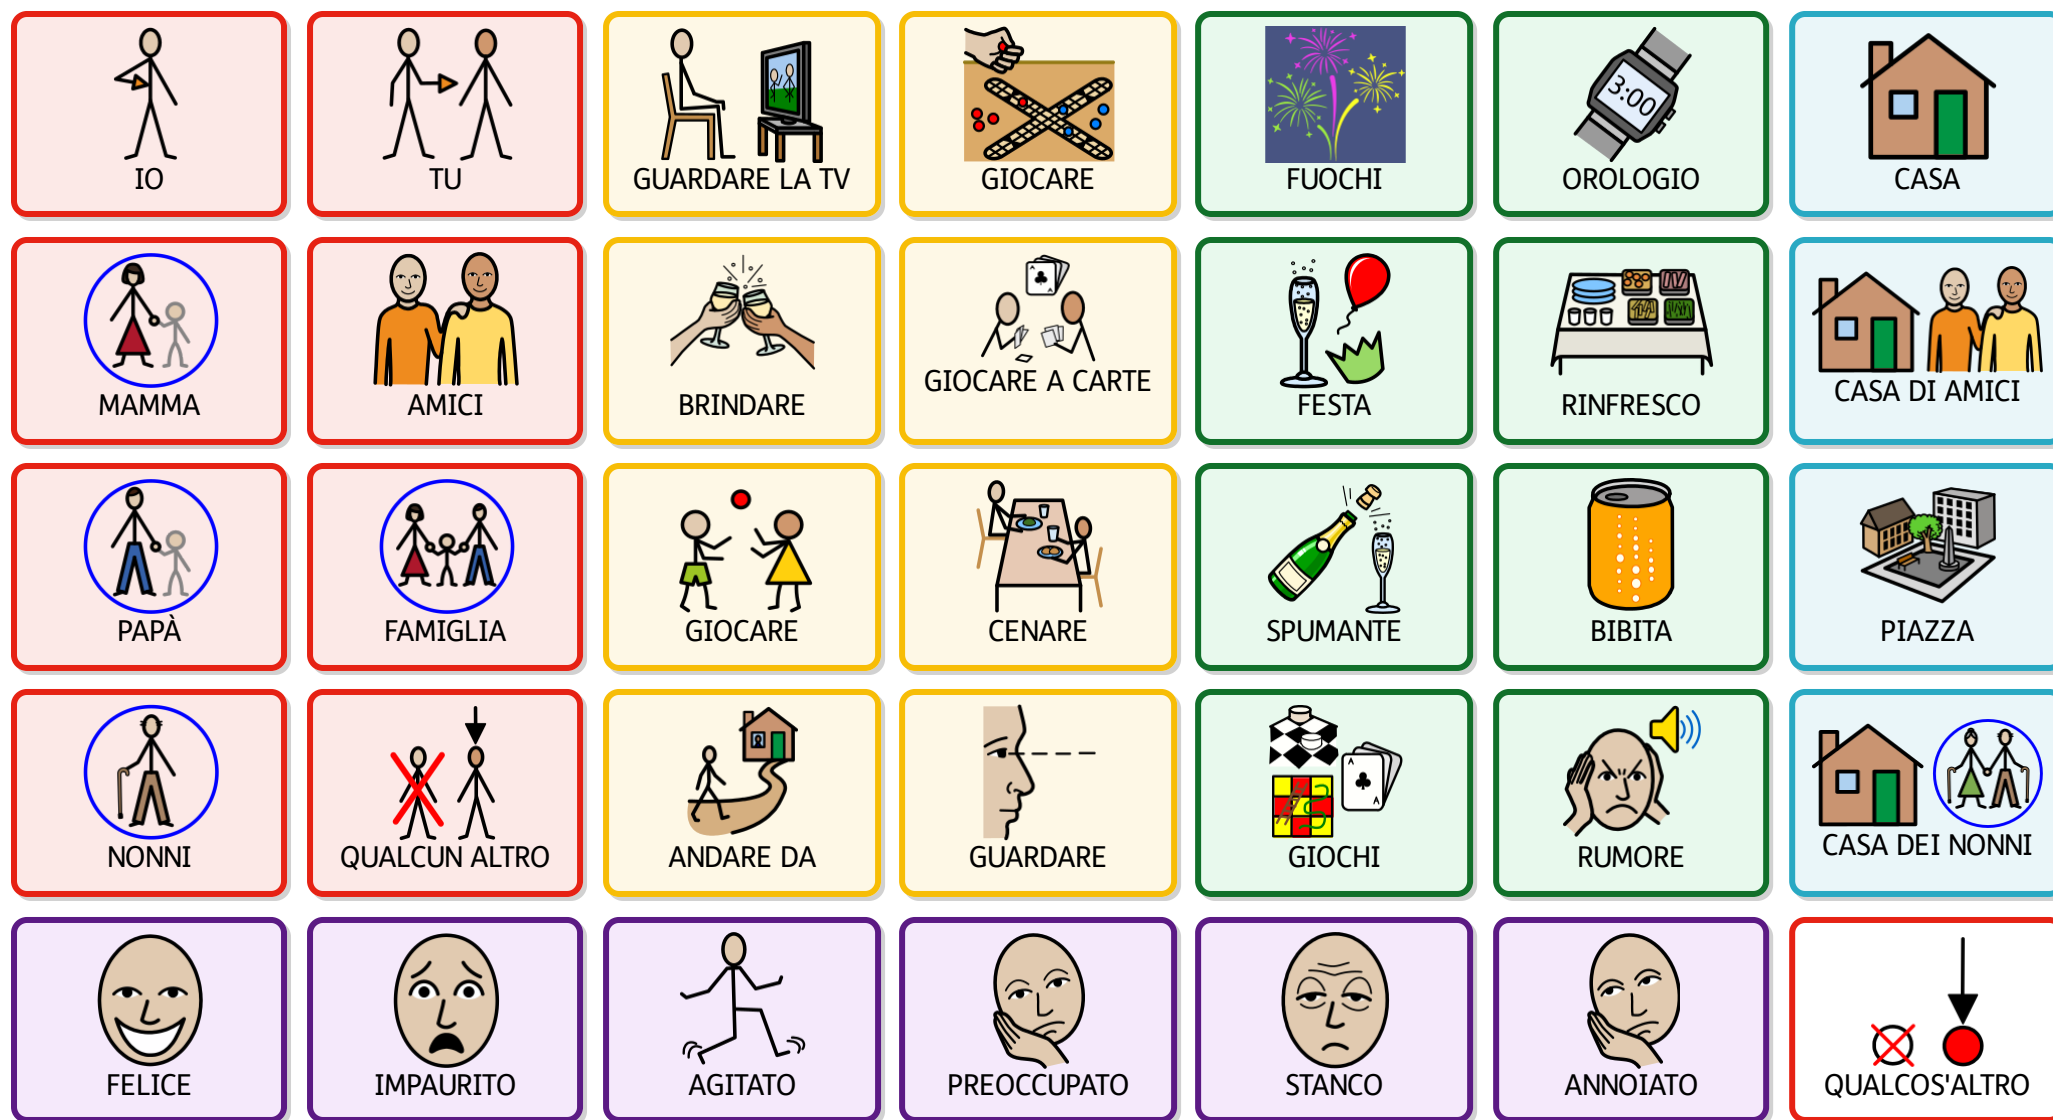 IO
TU
GUARDARE LA TV
GIOCARE
FUOCHI
3:00
OROLOGIO
CASA
MAMMA
AMICI
BRINDARE
GIOCARE A CARTE
FESTA
RINFRESCO
CASA DI AMICI
PAPÀ
FAMIGLIA
GIOCARE
CENARE
SPUMANTE
BIBITA
PIAZZA
NONNI
QUALCUN ALTRO
ANDARE DA
GUARDARE
GIOCHI
RUMORE
CASA DEI NONNI
FELICE
IMPAURITO
AGITATO
PREOCCUPATO
STANCO
ANNOIATO
QUALCOS'ALTRO